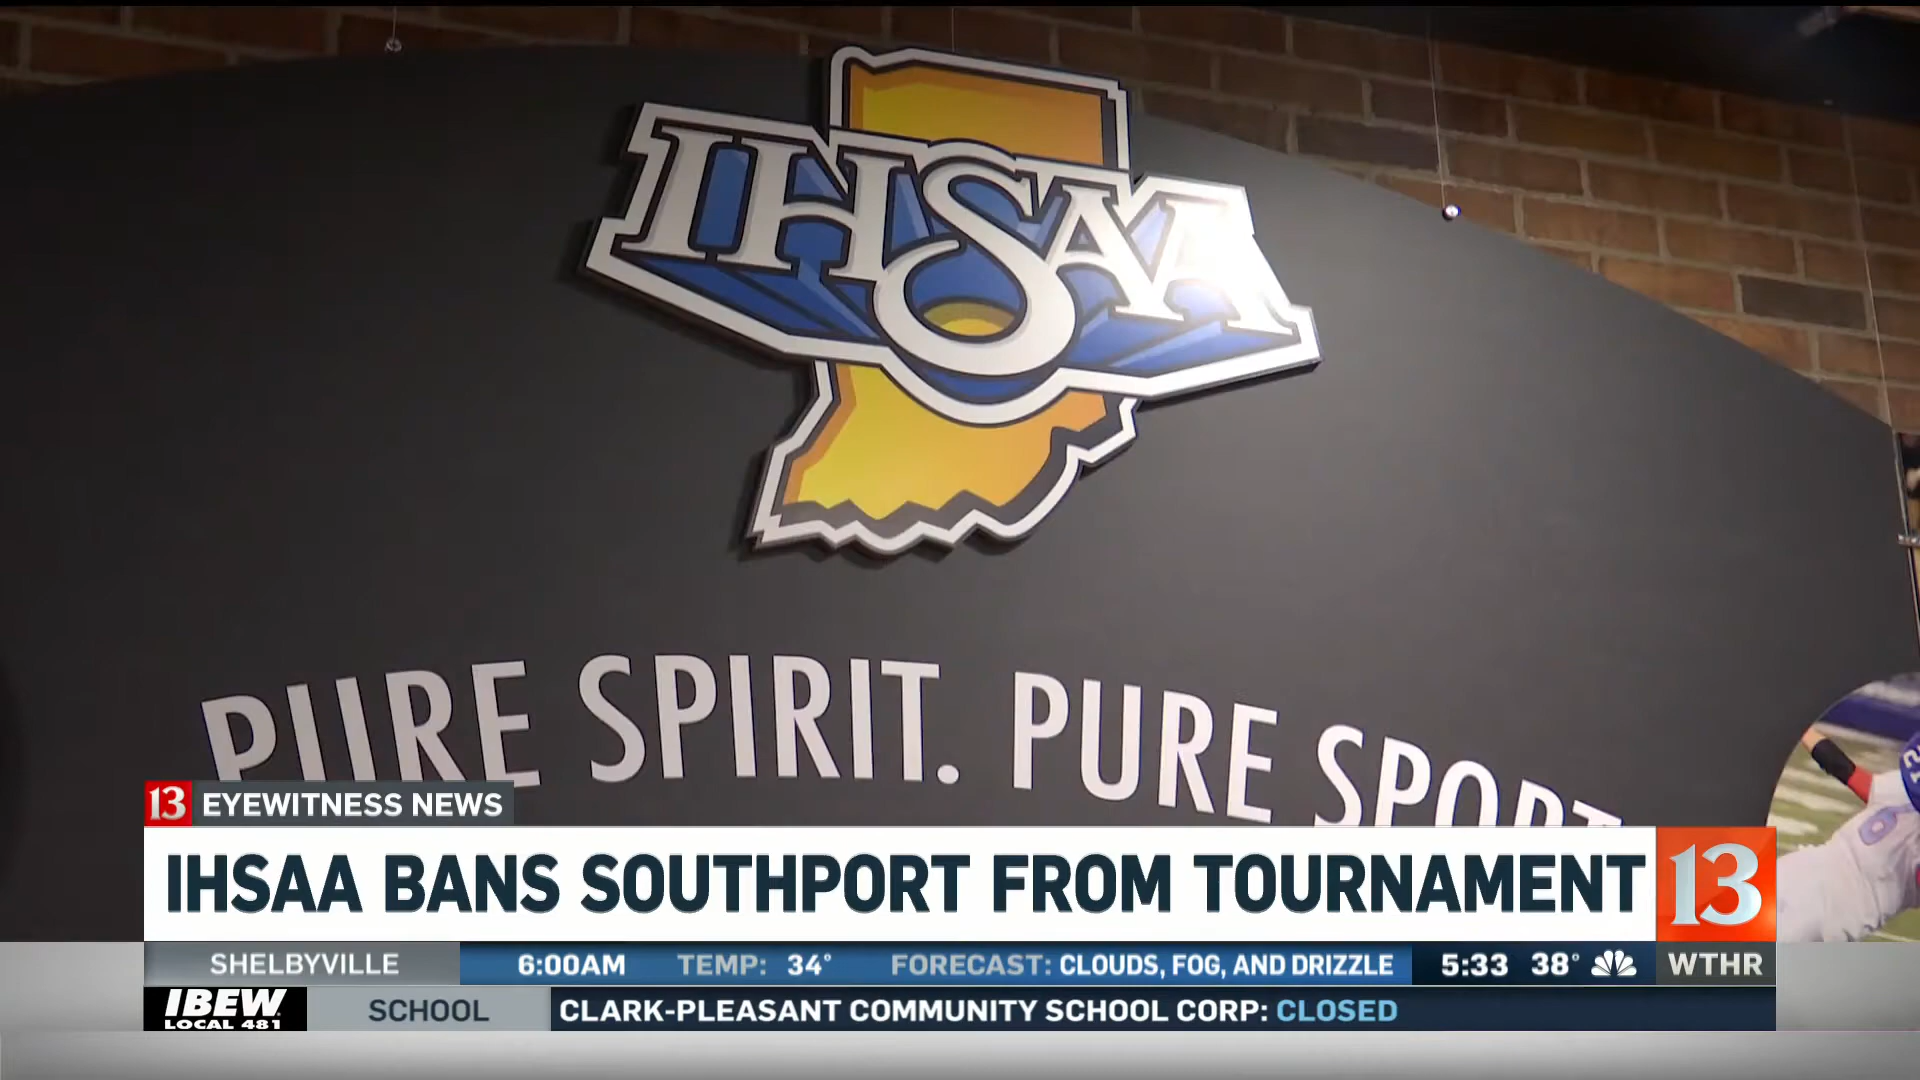 IHSAA
PURE SPIRIT. PURE SPORT
13 EYEWITNESS NEWS
IHSAA BANS SOUTHPORT FROM TOURNAMENT 13
SHELBYVILLE 6:00AM TEMP: 34° FORECAST: CLOUDS, FOG, AND DRIZZLE 5:33 38° WTHR
IBEW SCHOOL CLARK-PLEASANT COMMUNITY SCHOOL CORP: CLOSED
LOCAL 481